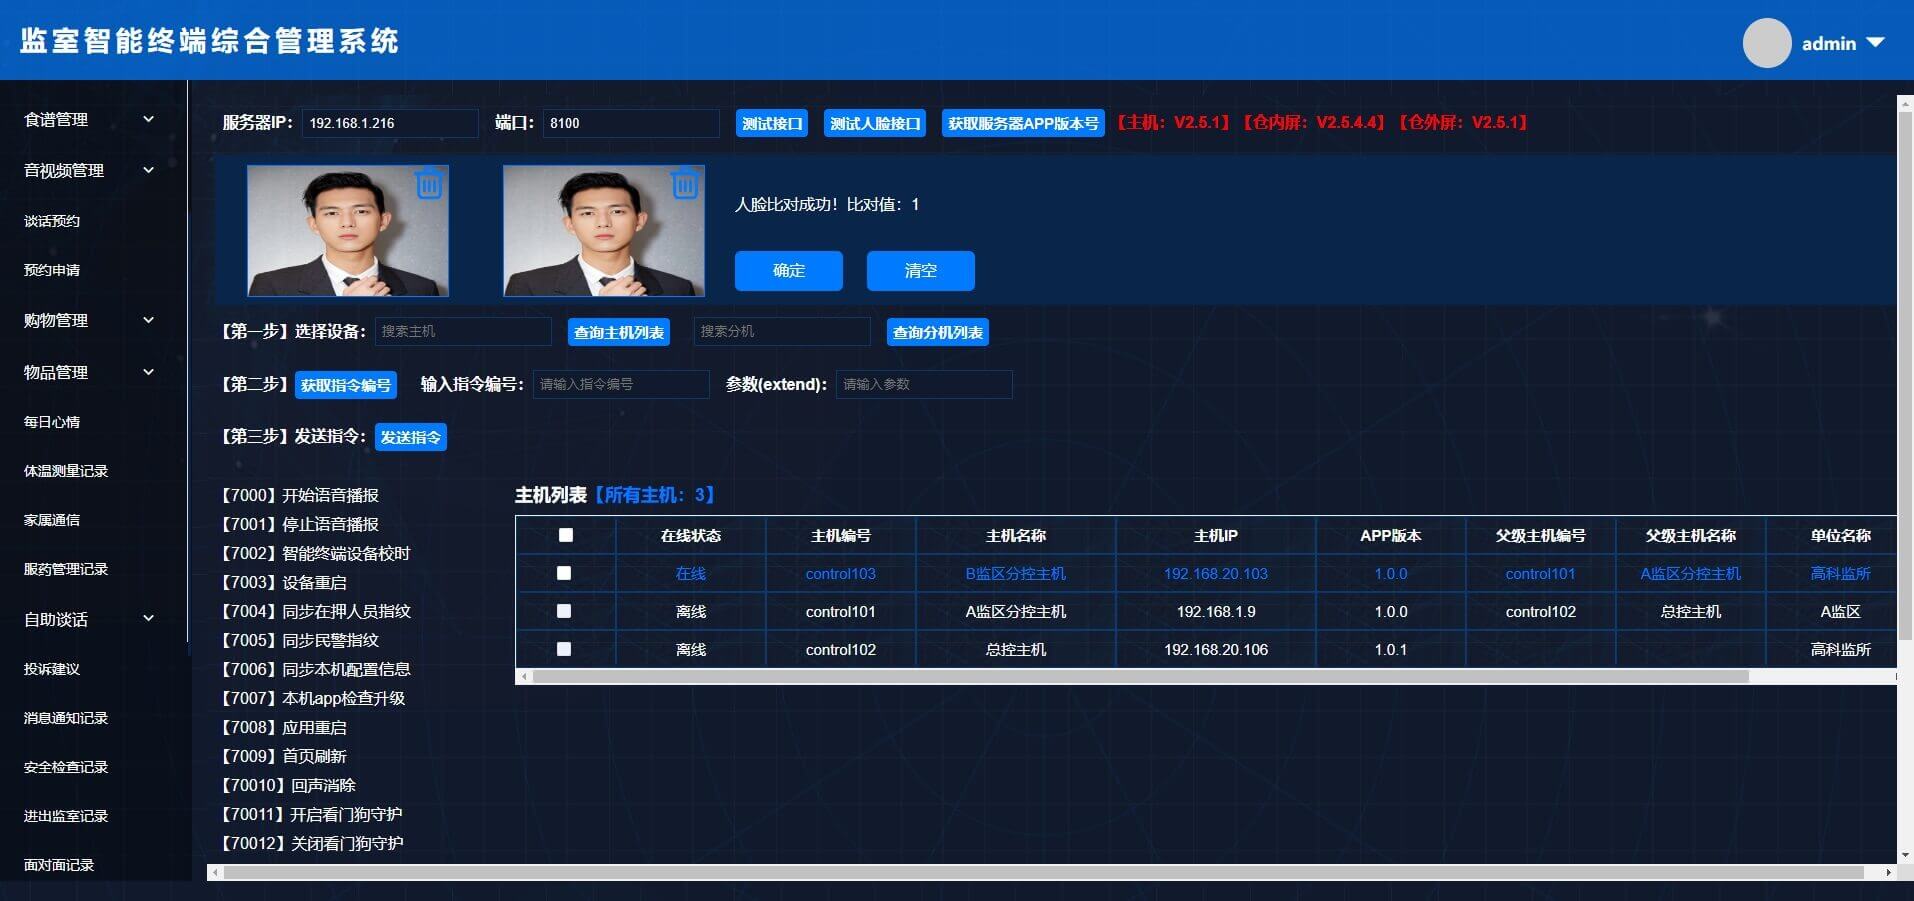 监室智能终端综合管理系统
admin
食谱管理
音视频管理
谈话预约
预约申请
购物管理
物品管理
每日心情
体温测量记录
家属通信
服药管理记录
自助谈话
投诉建议
消息通知记录
安全检查记录
进出监室记录
面对面记录
服务器IP： 192.168.1.216 端口： 8100 测试接口 测试人脸接口 获取服务器APP版本号 【主机：V2.5.1】【仓内屏：V2.5.4.4】【仓外屏：V2.5.1】
人脸比对成功！比对值：1
确定 清空
【第一步】选择设备： 搜索主机 查询主机列表 搜索分机 查询分机列表
【第二步】 获取指令编号 输入指令编号： 请输入指令编号 参数(extend)： 请输入参数
【第三步】发送指令： 发送指令
【7000】开始语音播报
【7001】停止语音播报
【7002】智能终端设备校时
【7003】设备重启
【7004】同步在押人员指纹
【7005】同步民警指纹
【7006】同步本机配置信息
【7007】本机app检查升级
【7008】应用重启
【7009】首页刷新
【70010】回声消除
【70011】开启看门狗守护
【70012】关闭看门狗守护
主机列表【所有主机：3】
在线状态 主机编号 主机名称 主机IP APP版本 父级主机编号 父级主机名称 单位名称
在线 control103 B监区分控主机 192.168.20.103 1.0.0 control101 A监区分控主机 高科监所
离线 control101 A监区分控主机 192.168.1.9 1.0.0 control102 总控主机 A监区
离线 control102 总控主机 192.168.20.106 1.0.1 高科监所